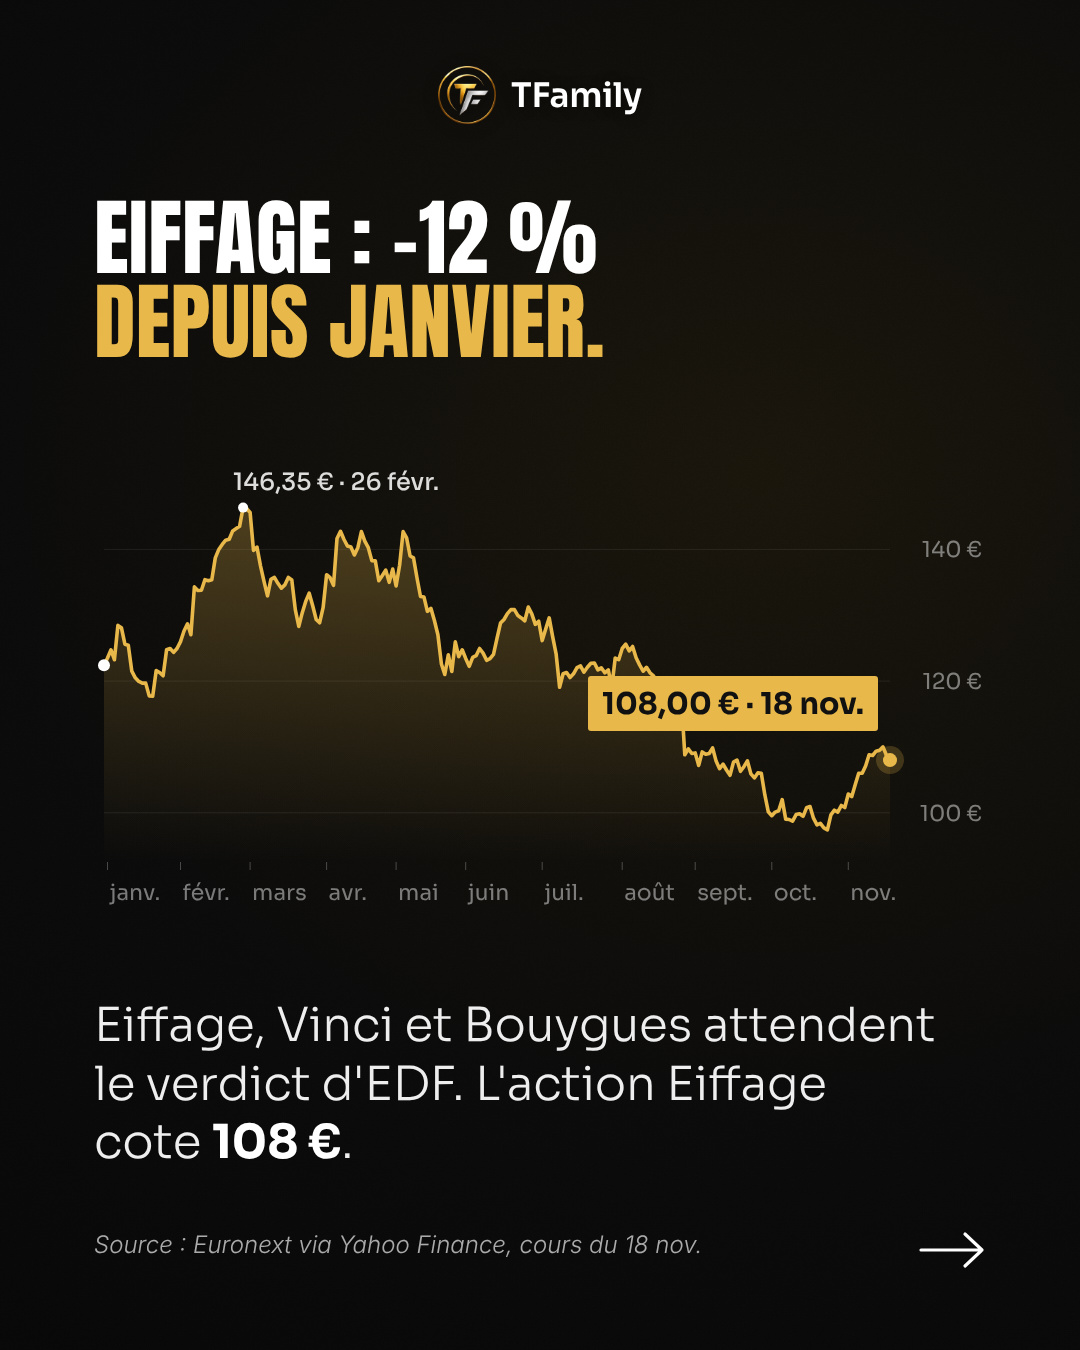 TFamily
EIFFAGE : -12 %
DEPUIS JANVIER.
146,35 € · 26 févr.
140 €
120 €
108,00 € · 18 nov.
100 €
janv. févr. mars avr. mai juin juil. août sept. oct. nov.
Eiffage, Vinci et Bouygues attendent
le verdict d'EDF. L'action Eiffage
cote 108 €.
Source : Euronext via Yahoo Finance, cours du 18 nov.